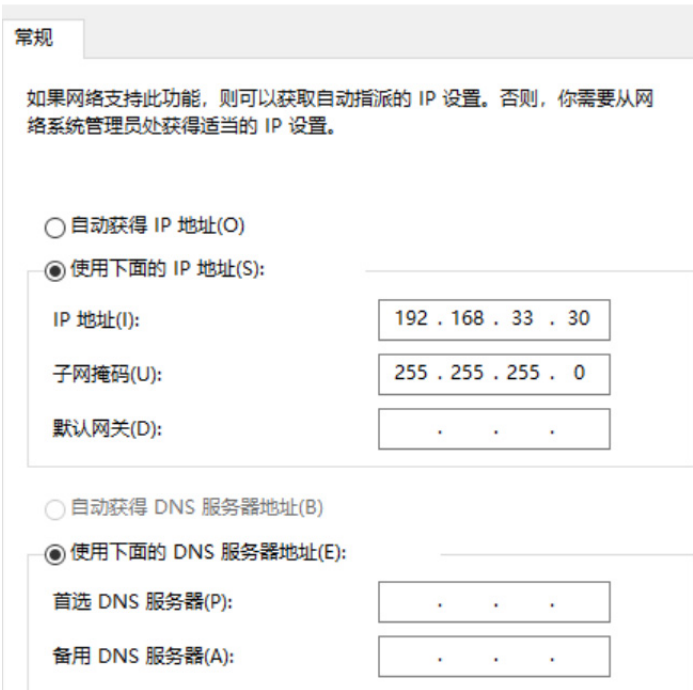 常规
如果网络支持此功能，则可以获取自动指派的 IP 设置。否则，你需要从网
络系统管理员处获得适当的 IP 设置。
自动获得 IP 地址(O)
使用下面的 IP 地址(S):
IP 地址(I): 192 . 168 . 33 . 30
子网掩码(U): 255 . 255 . 255 . 0
默认网关(D): . . .
自动获得 DNS 服务器地址(B)
使用下面的 DNS 服务器地址(E):
首选 DNS 服务器(P): . . .
备用 DNS 服务器(A): . . .